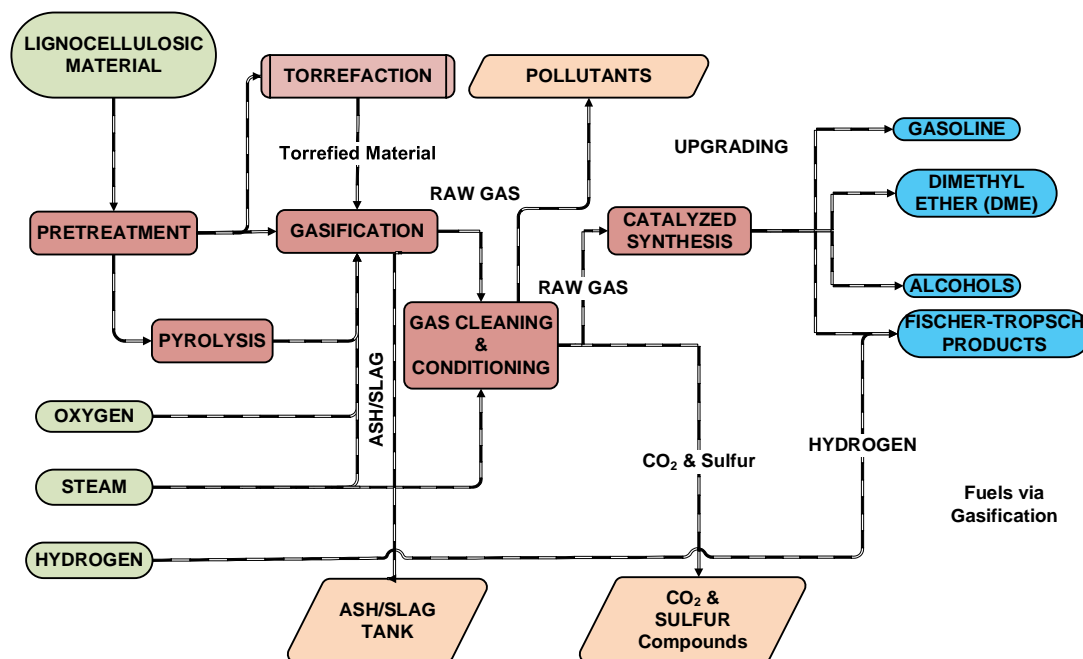 LIGNOCELLULOSIC
MATERIAL
TORREFACTION
POLLUTANTS
GASOLINE
UPGRADING
Torrefied Material
DIMETHYL
ETHER (DME)
RAW GAS
PRETREATMENT
GASIFICATION
CATALYZED
SYNTHESIS
RAW GAS
ALCOHOLS
GAS CLEANING
&
CONDITIONING
FISCHER-TROPSCH
PRODUCTS
PYROLYSIS
ASH/SLAG
OXYGEN
HYDROGEN
CO₂ & Sulfur
STEAM
Fuels via
Gasification
HYDROGEN
ASH/SLAG
TANK
CO₂ &
SULFUR
Compounds